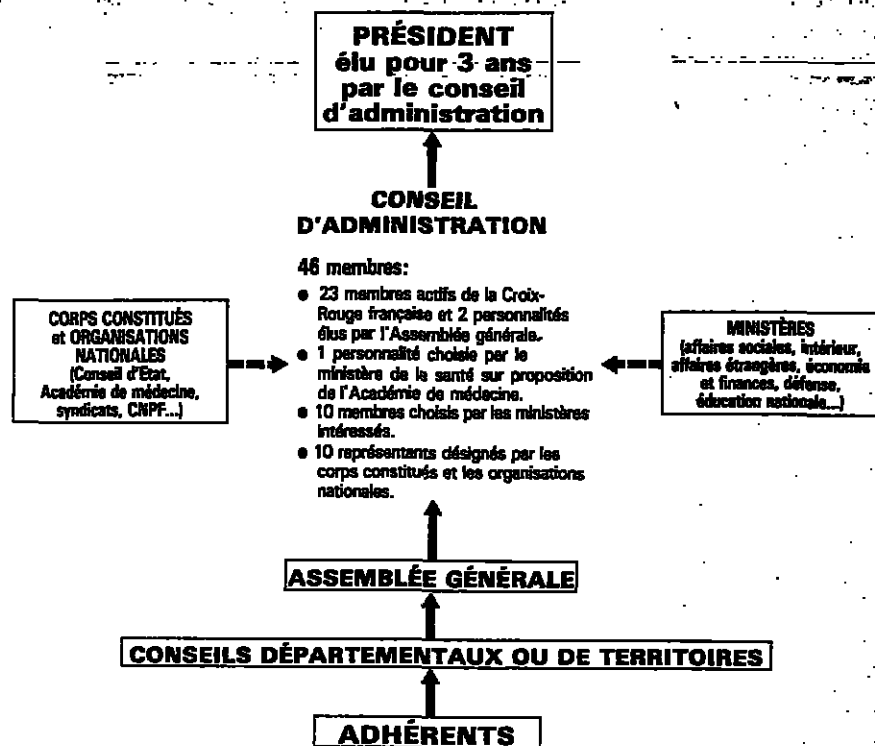 PRÉSIDENT
élu pour 3 ans
par le conseil
d'administration
CONSEIL
D'ADMINISTRATION
46 membres:
● 23 membres actifs de la Croix-
Rouge française et 2 personnalités
élus par l'Assemblée générale.
● 1 personnalité choisie par le
ministère de la santé sur proposition
de l'Académie de médecine.
● 10 membres choisis par les ministères
intéressés.
● 10 représentants désignés par les
corps constitués et les organisations
nationales.
CORPS CONSTITUÉS
et ORGANISATIONS
NATIONALES
(Conseil d'Etat,
Académie de médecine,
syndicats, CNPF...)
MINISTÈRES
(affaires sociales, intérieur,
affaires étrangères, économie
et finances, défense,
éducation nationale...)
ASSEMBLÉE GÉNÉRALE
CONSEILS DÉPARTEMENTAUX OU DE TERRITOIRES
ADHÉRENTS